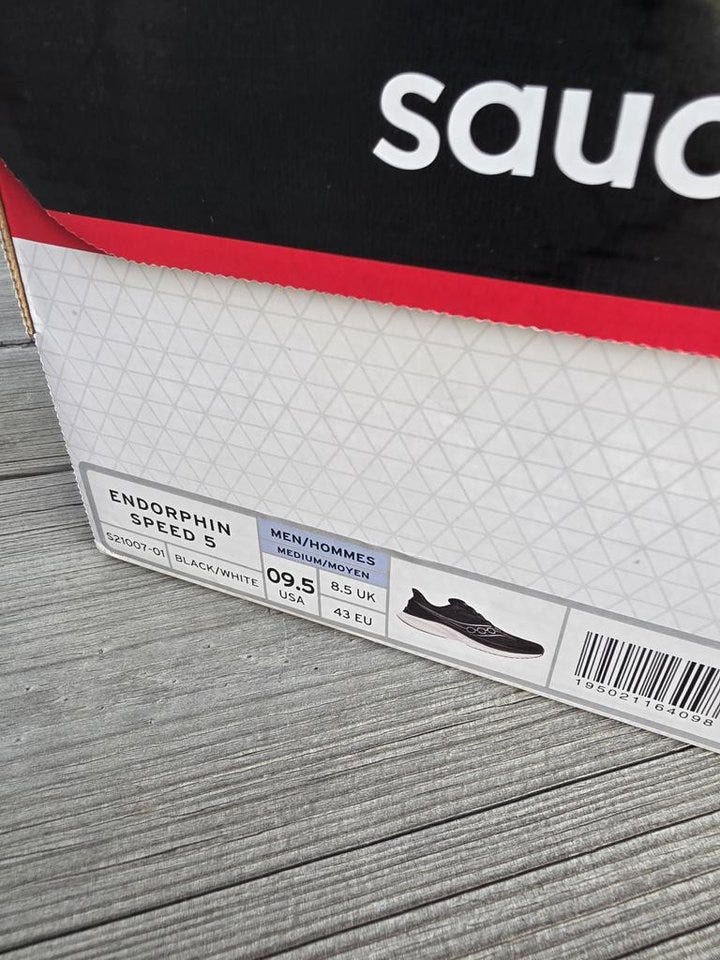 sauc
ENDORPHIN
SPEED 5
S21007-01
BLACK/WHITE
MEN/HOMMES
MEDIUM/MOYEN
09.5
USA
8.5 UK
43 EU
195021164098